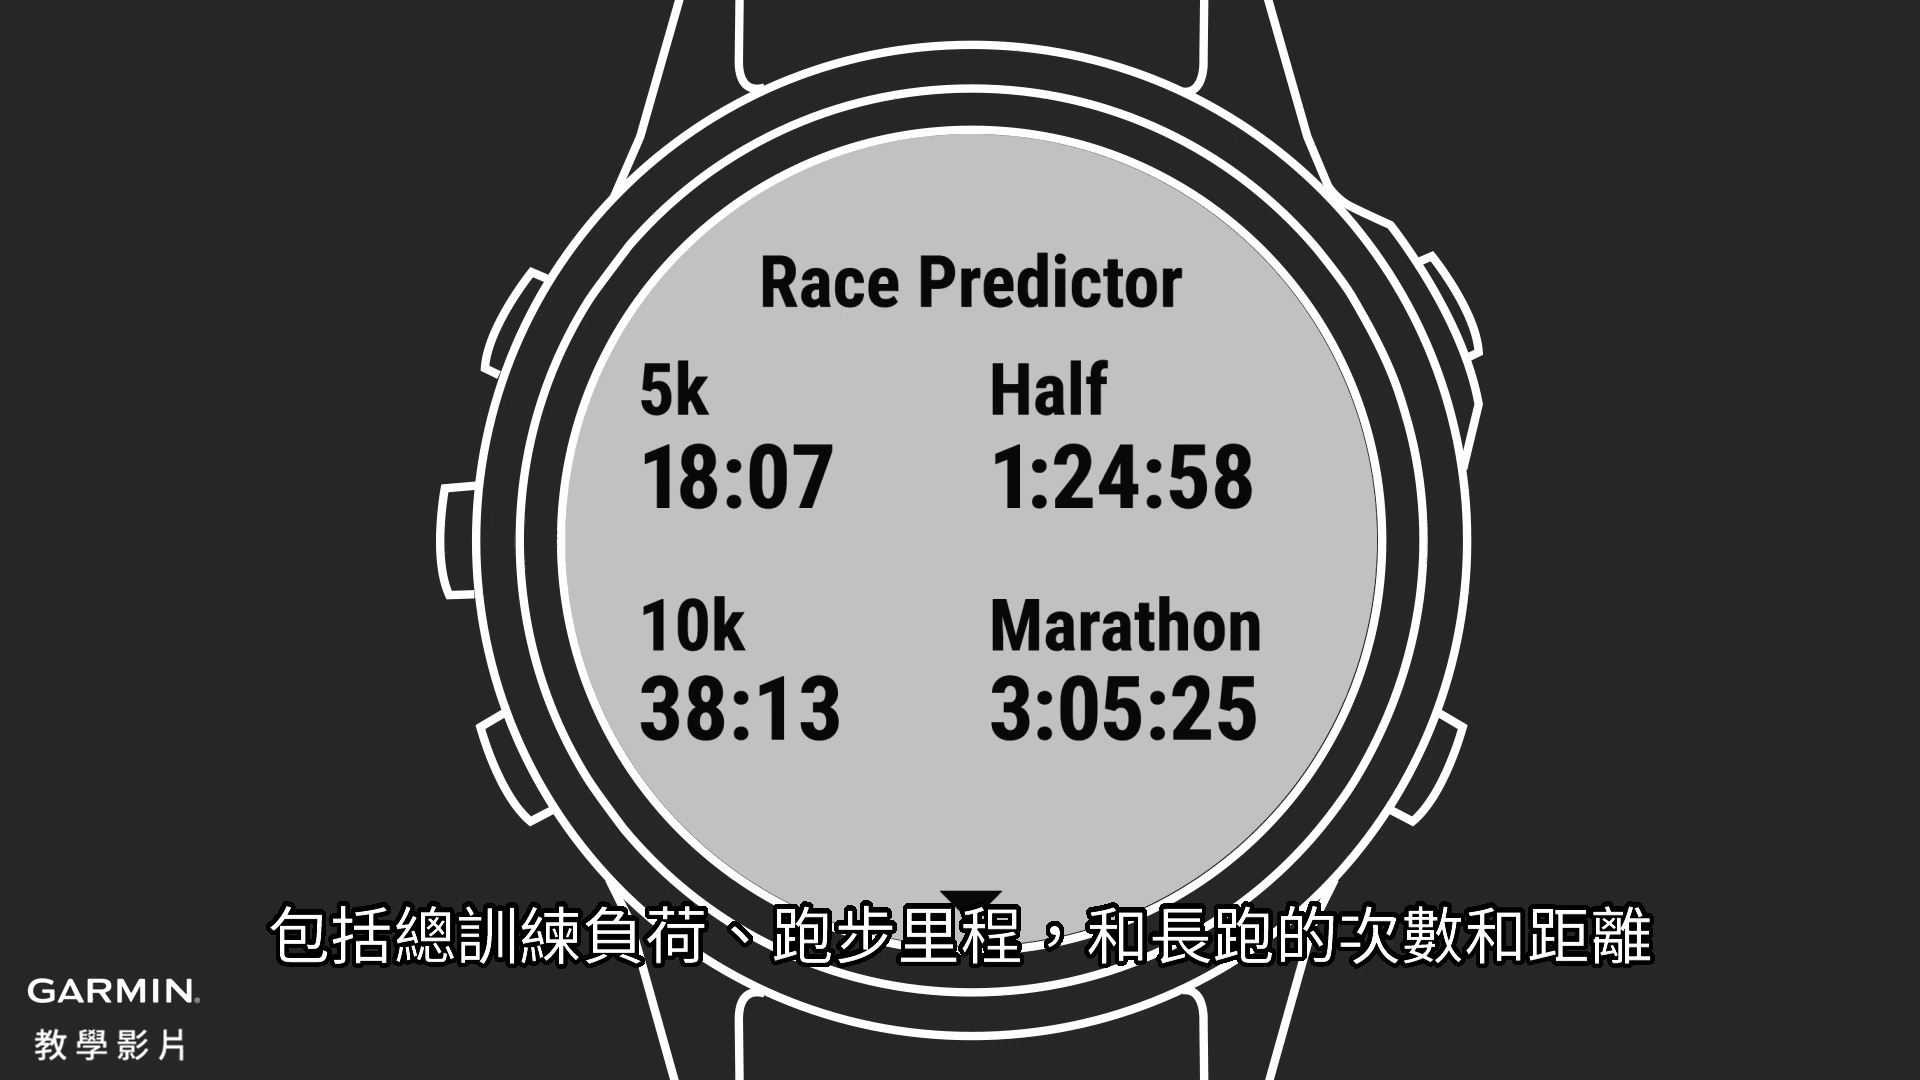 Race Predictor
5k
18:07
Half
1:24:58
10k
38:13
Marathon
3:05:25
包括總訓練負荷、跑步里程，和長跑的次數和距離
GARMIN®
教學影片